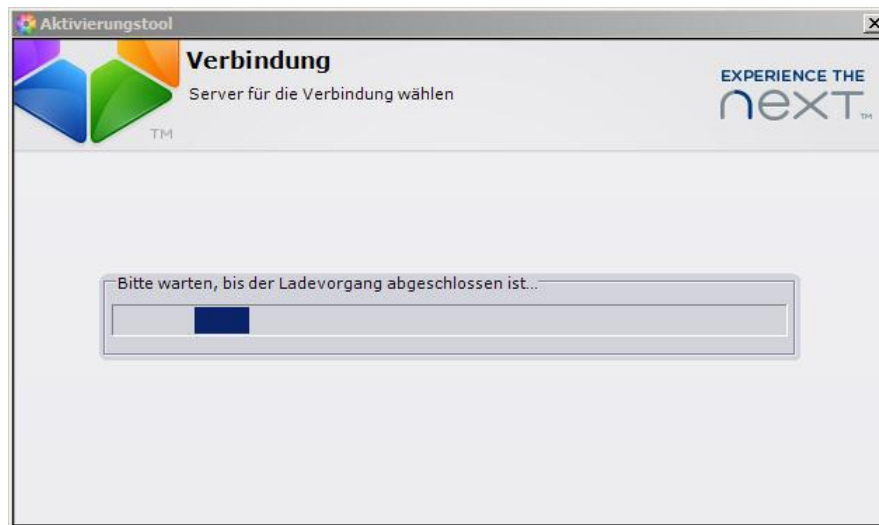 Aktivierungstool
Verbindung
Server für die Verbindung wählen
TM
EXPERIENCE THE
next TM
Bitte warten, bis der Ladevorgang abgeschlossen ist...